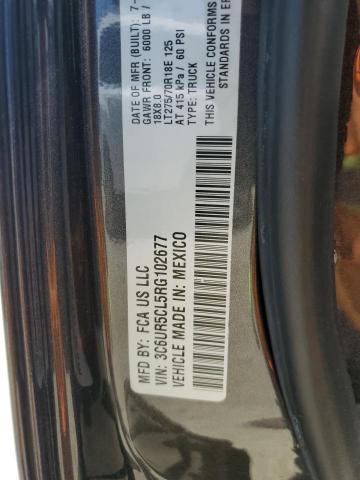 MFD BY: FCA US LLC
VIN: 3C6UR5CL5RG102677
VEHICLE MADE IN: MEXICO
DATE OF MFR (BUILT): 7-
GAWR FRONT: 6000 LB /
18X8.0
LT275/70R18E 125
AT 415 kPa / 60 PSI
TYPE: TRUCK
THIS VEHICLE CONFORMS
STANDARDS IN EF